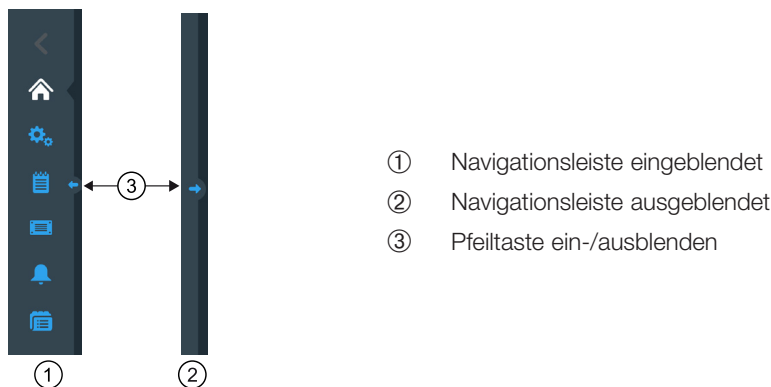 ③
① ②
① Navigationsleiste eingeblendet
② Navigationsleiste ausgeblendet
③ Pfeiltaste ein-/ausblenden